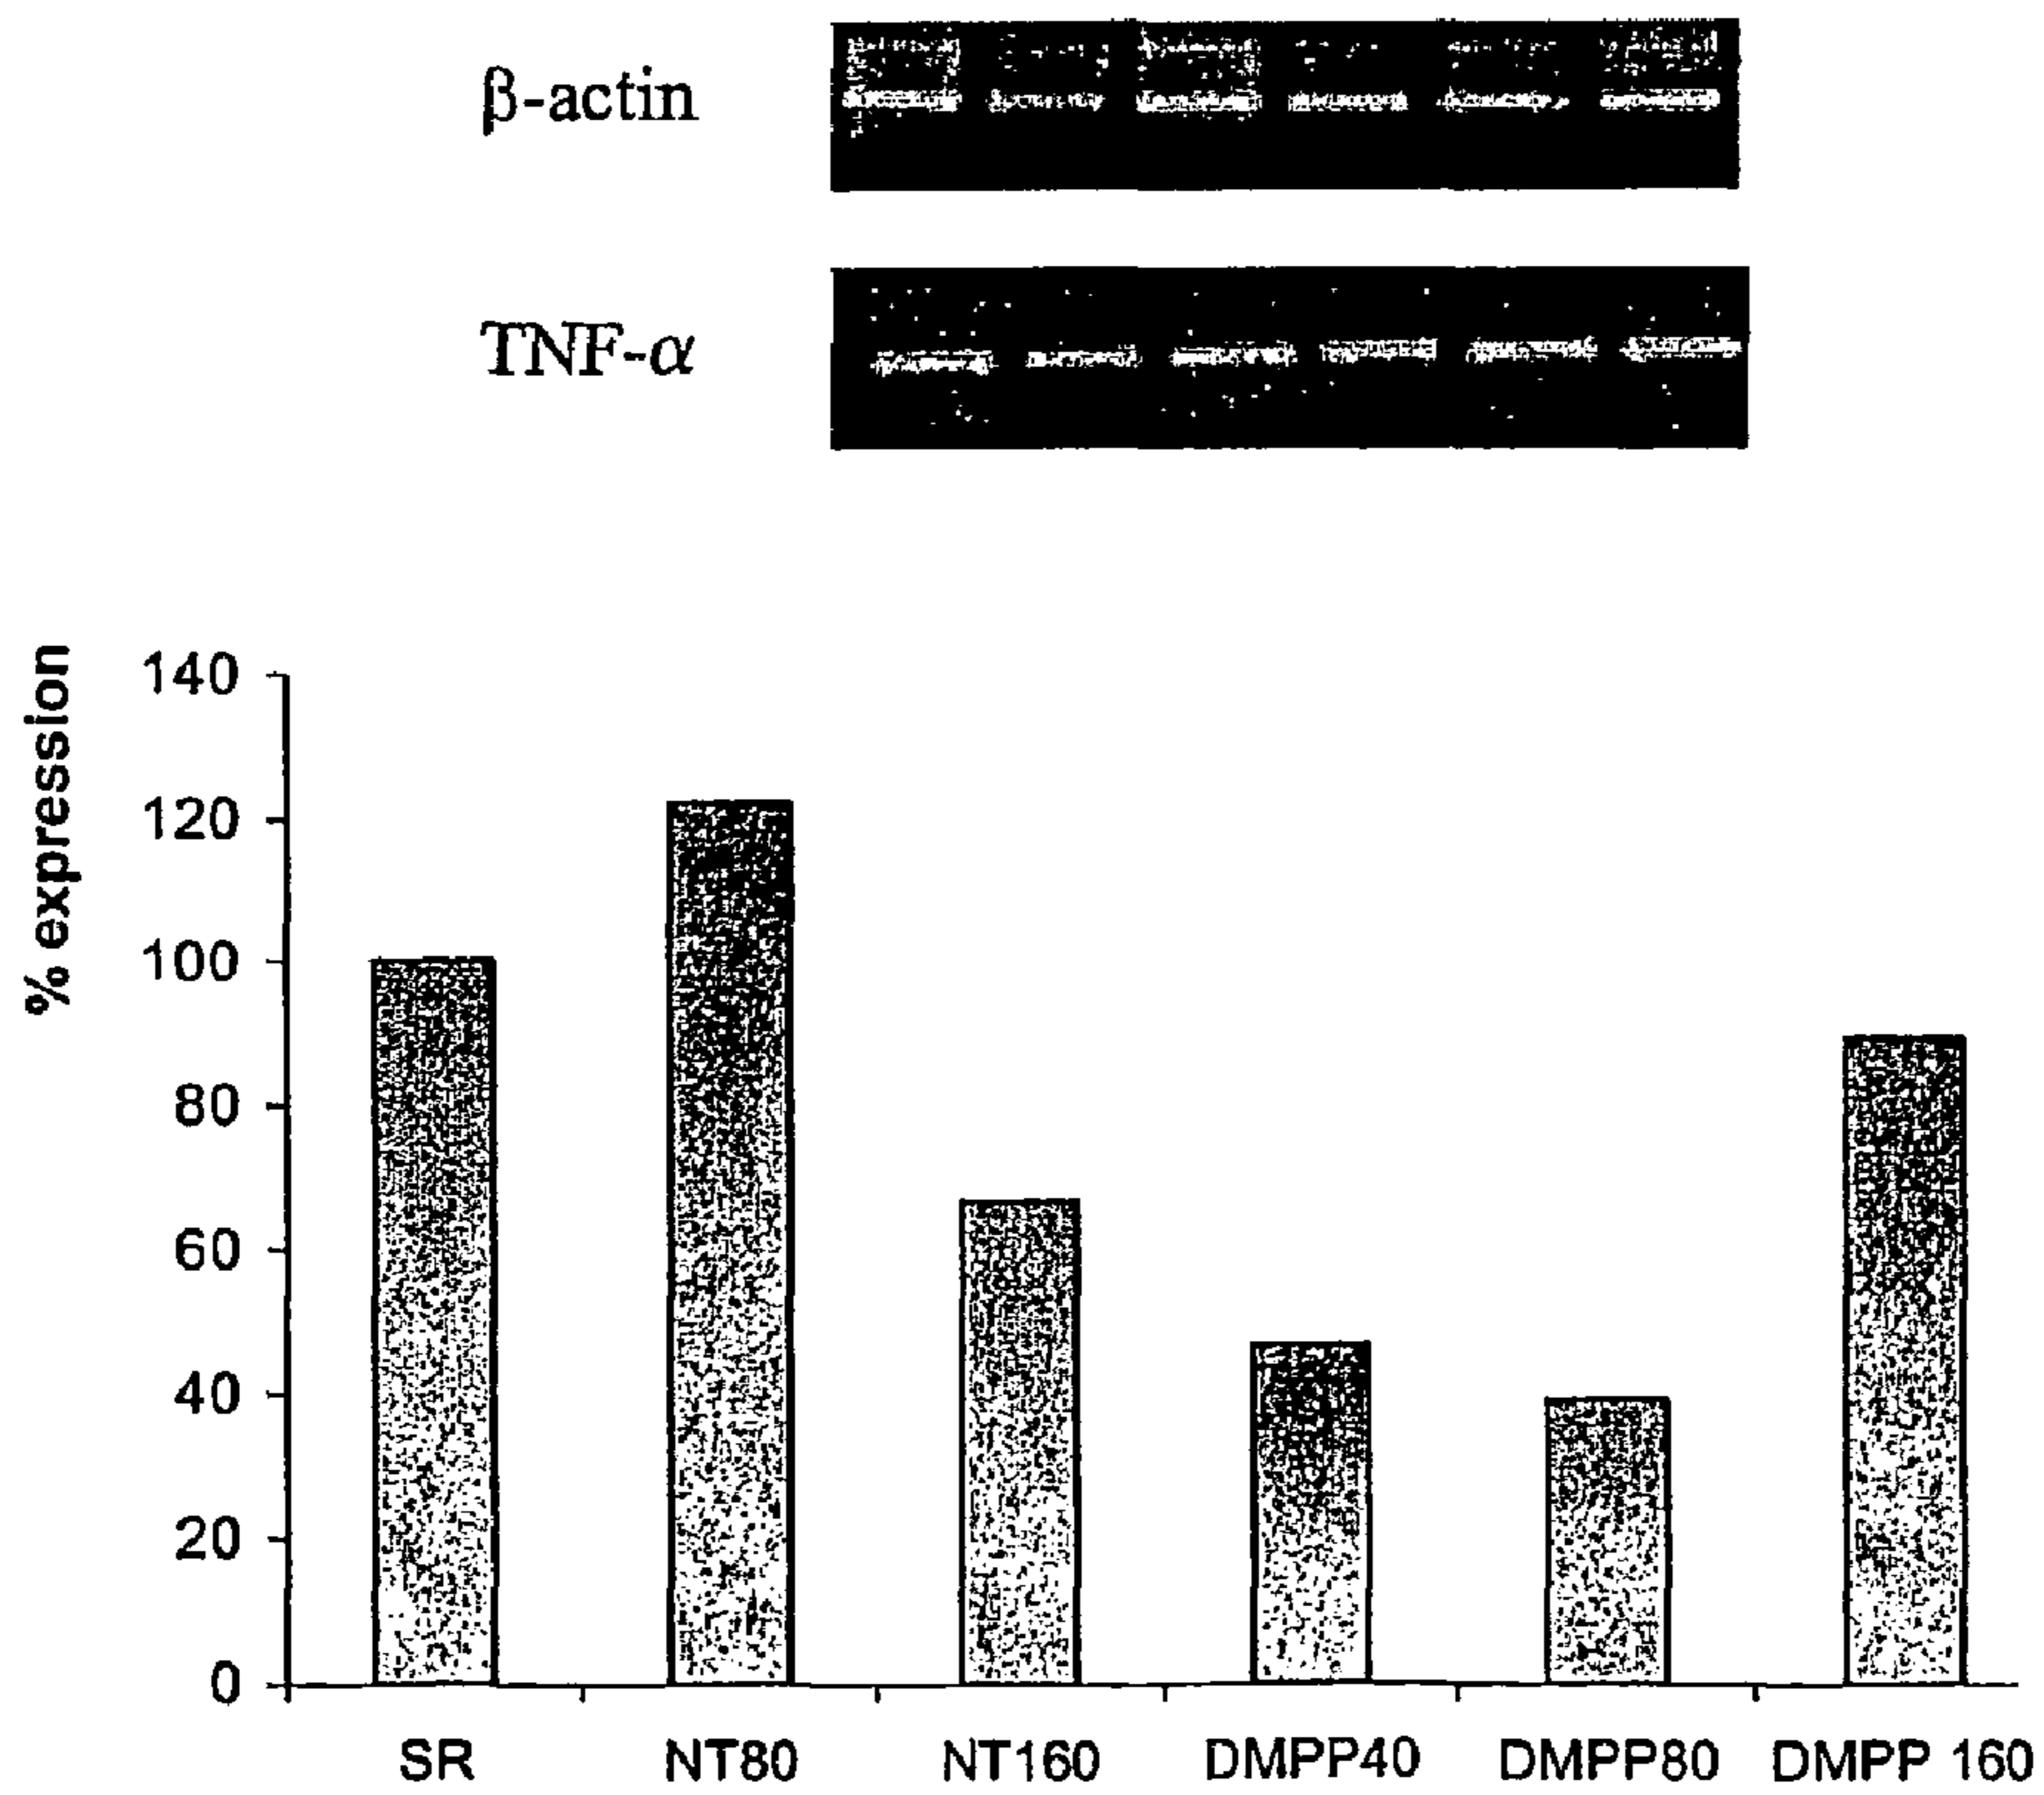 β-actin
TNF-α
% expression
140
120
100
80
60
40
20
0
SR NT80 NT160 DMPP40 DMPP80 DMPP 160